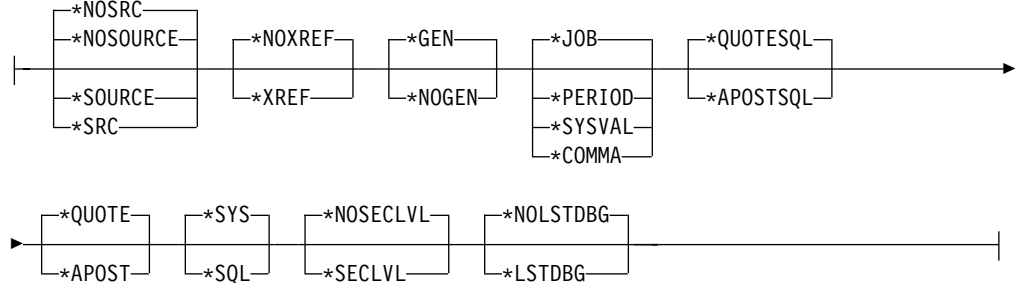 *NOSRC
*NOSOURCE *NOXREF *GEN *JOB *QUOTESQL
*SOURCE *XREF *NOGEN *PERIOD *APOSTSQL
*SRC *SYSVAL
*COMMA
*QUOTE *SYS *NOSECLVL *NOLSTDBG
*APOST *SQL *SECLVL *LSTDBG